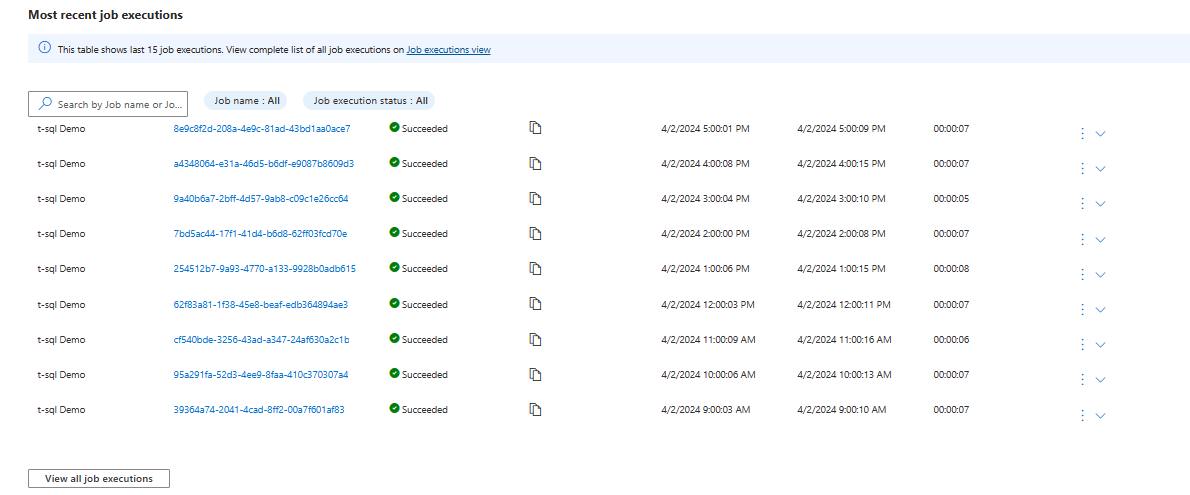 Most recent job executions
This table shows last 15 job executions. View complete list of all job executions on Job executions view
Search by Job name or Jo... Job name : All Job execution status : All
t-sql Demo 8e9c8f2d-208a-4e9c-81ad-43bd1aa0ace7 Succeeded 4/2/2024 5:00:01 PM 4/2/2024 5:00:09 PM 00:00:07
t-sql Demo a4348064-e31a-46d5-b6df-e9087b8609d3 Succeeded 4/2/2024 4:00:08 PM 4/2/2024 4:00:15 PM 00:00:07
t-sql Demo 9a40b6a7-2bff-4d57-9ab8-c09c1e26cc64 Succeeded 4/2/2024 3:00:04 PM 4/2/2024 3:00:10 PM 00:00:05
t-sql Demo 7bd5ac44-17f1-41d4-b6d8-62ff03fcd70e Succeeded 4/2/2024 2:00:00 PM 4/2/2024 2:00:08 PM 00:00:07
t-sql Demo 254512b7-9a93-4770-a133-9928b0adb615 Succeeded 4/2/2024 1:00:06 PM 4/2/2024 1:00:15 PM 00:00:08
t-sql Demo 62f83a81-1f38-45e8-beaf-edb364894ae3 Succeeded 4/2/2024 12:00:03 PM 4/2/2024 12:00:11 PM 00:00:07
t-sql Demo cf540bde-3256-43ad-a347-24af630a2c1b Succeeded 4/2/2024 11:00:09 AM 4/2/2024 11:00:16 AM 00:00:06
t-sql Demo 95a291fa-52d3-4ee9-8faa-410c370307a4 Succeeded 4/2/2024 10:00:06 AM 4/2/2024 10:00:13 AM 00:00:07
t-sql Demo 39364a74-2041-4cad-8ff2-00a7f601af83 Succeeded 4/2/2024 9:00:03 AM 4/2/2024 9:00:10 AM 00:00:07
View all job executions